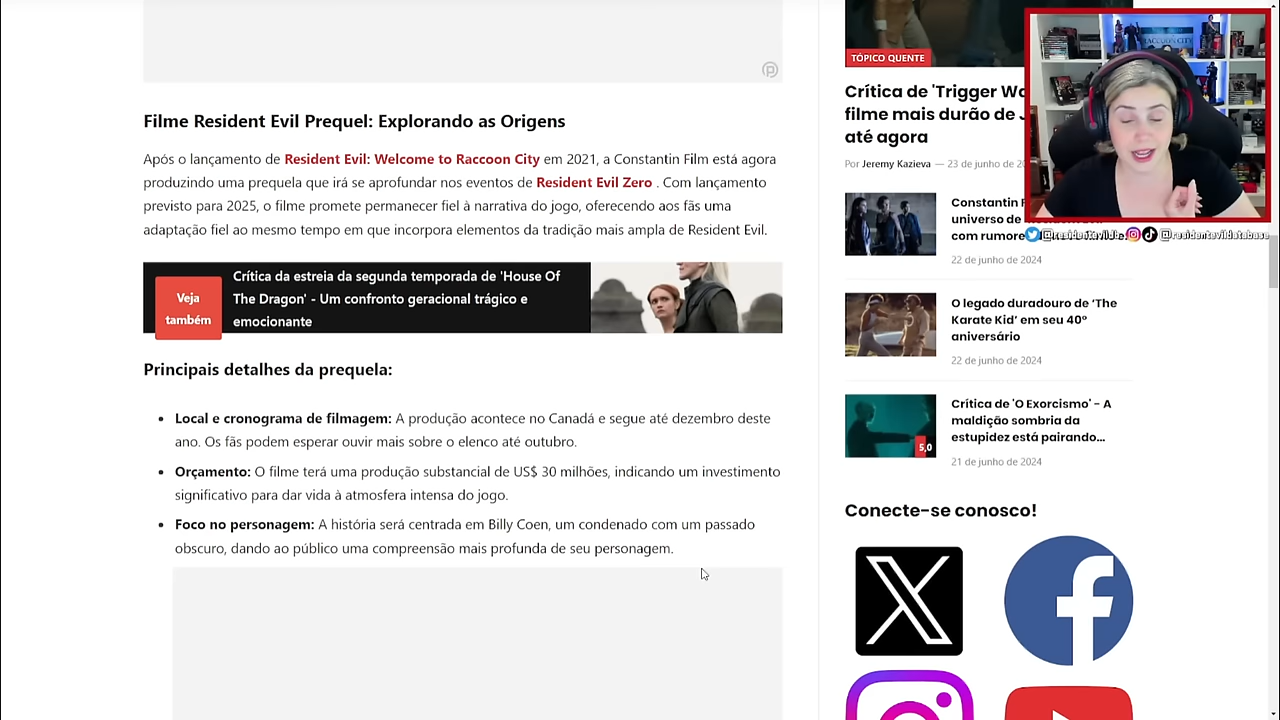 Filme Resident Evil Prequel: Explorando as Origens
Após o lançamento de Resident Evil: Welcome to Raccoon City em 2021, a Constantin Film está agora
produzindo uma prequela que irá se aprofundar nos eventos de Resident Evil Zero . Com lançamento
previsto para 2025, o filme promete permanecer fiel à narrativa do jogo, oferecendo aos fãs uma
adaptação fiel ao mesmo tempo em que incorpora elementos da tradição mais ampla de Resident Evil.
Veja
também
Crítica da estreia da segunda temporada de 'House Of
The Dragon' - Um confronto geracional trágico e
emocionante
Principais detalhes da prequela:
• Local e cronograma de filmagem: A produção acontece no Canadá e segue até dezembro deste
ano. Os fãs podem esperar ouvir mais sobre o elenco até outubro.
• Orçamento: O filme terá uma produção substancial de US$ 30 milhões, indicando um investimento
significativo para dar vida à atmosfera intensa do jogo.
• Foco no personagem: A história será centrada em Billy Coen, um condenado com um passado
obscuro, dando ao público uma compreensão mais profunda de seu personagem.
TÓPICO QUENTE
Crítica de 'Trigger
filme mais durão de
até agora
Por Jeremy Kazieva — 23 de junho de
Constantin
universo de
com
22 de junho de 2024
O legado duradouro de ‘The
Karate Kid’ em seu 40º
aniversário
22 de junho de 2024
Crítica de 'O Exorcismo' – A
maldição sombria da
estupidez está pairando...
5,0
21 de junho de 2024
Conecte-se conosco!
RACCOON CITY
@residentevildb
@residentevildatabase